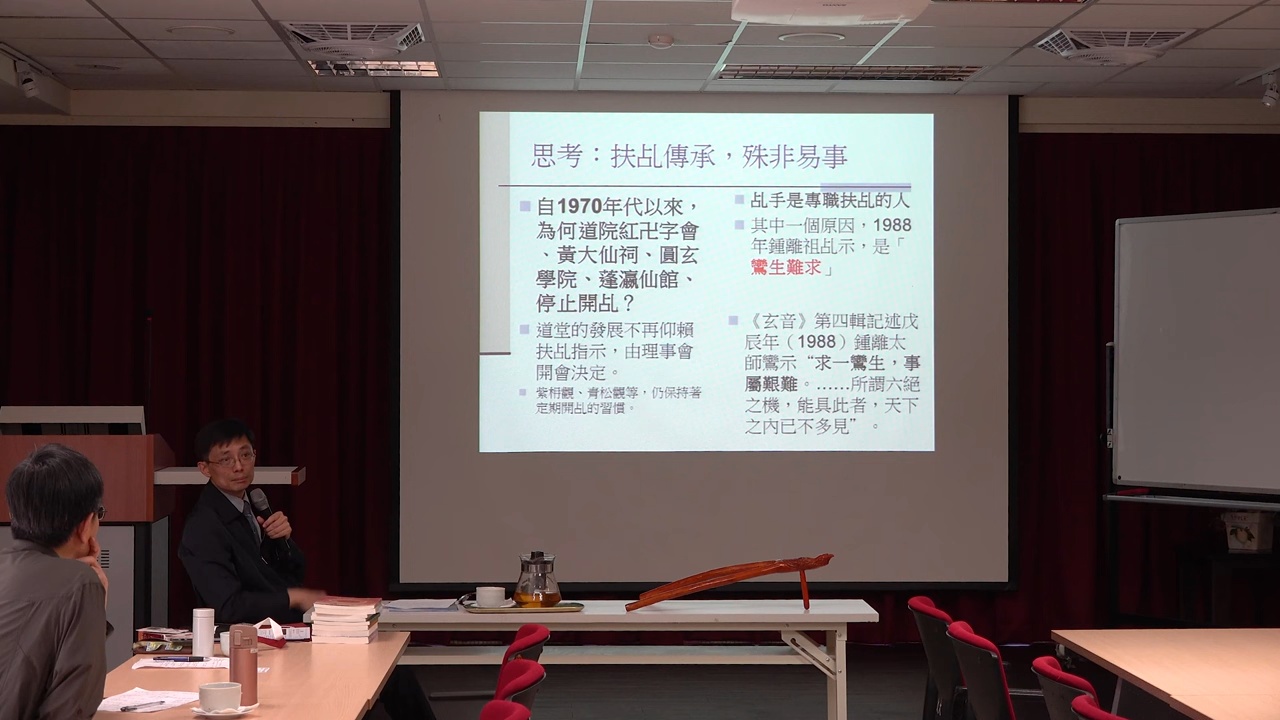 思考：扶乩傳承，殊非易事
自1970年代以來，
為何道院紅卍字會
、黃大仙祠、圓玄
學院、蓬瀛仙館、
停止開乩？
道堂的發展不再仰賴
扶乩指示，由理事會
開會決定。
紫枬觀、青松觀等，仍保持著
定期開乩的習慣。
乩手是專職扶乩的人
其中一個原因，1988
年鍾離祖乩示，是「
鸞生難求」
《玄音》第四輯記述戊
辰年（1988）鍾離太
師鸞示“求一鸞生，事
屬艱難。……所謂六絕
之機，能具此者，天下
之內已不多見”。